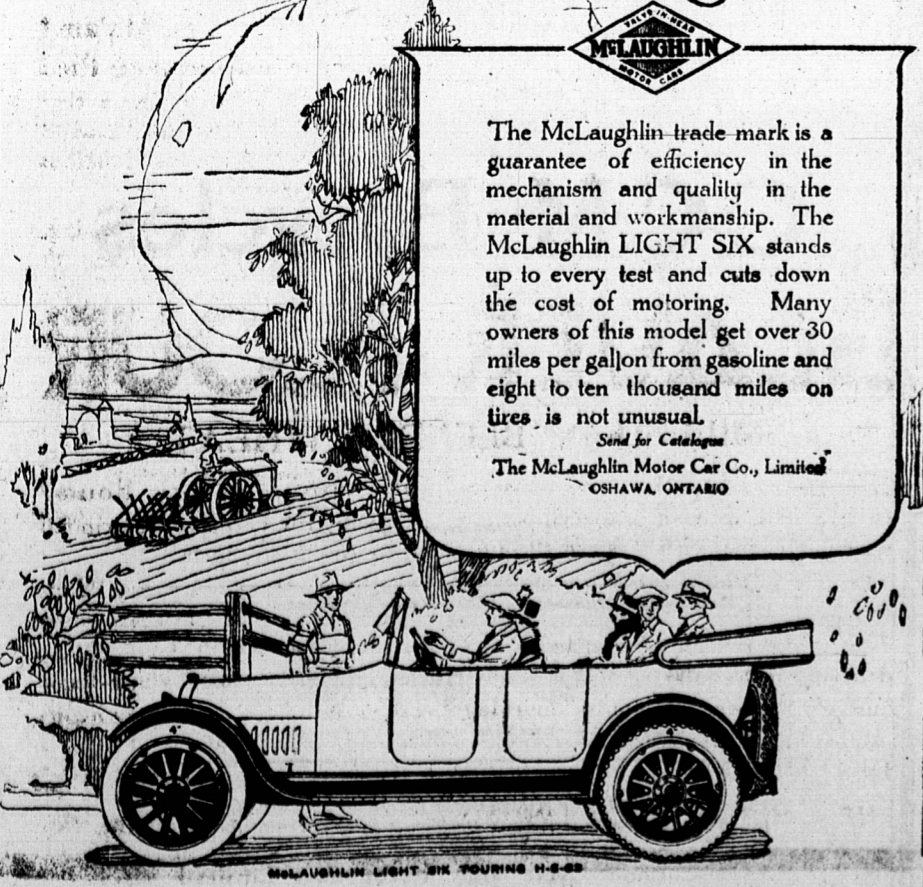 VALVE-IN-HEAD
McLAUGHLIN
MOTOR CARS
The McLaughlin trade mark is a
guarantee of efficiency in the
mechanism and quality in the
material and workmanship. The
McLaughlin LIGHT SIX stands
up to every test and cuts down
the cost of motoring. Many
owners of this model get over 30
miles per gallon from gasoline and
eight to ten thousand miles on
tires is not unusual.
Send for Catalogue
The McLaughlin Motor Car Co., Limited
OSHAWA, ONTARIO
4" 4"
McLAUGHLIN LIGHT SIX TOURING H-6-63